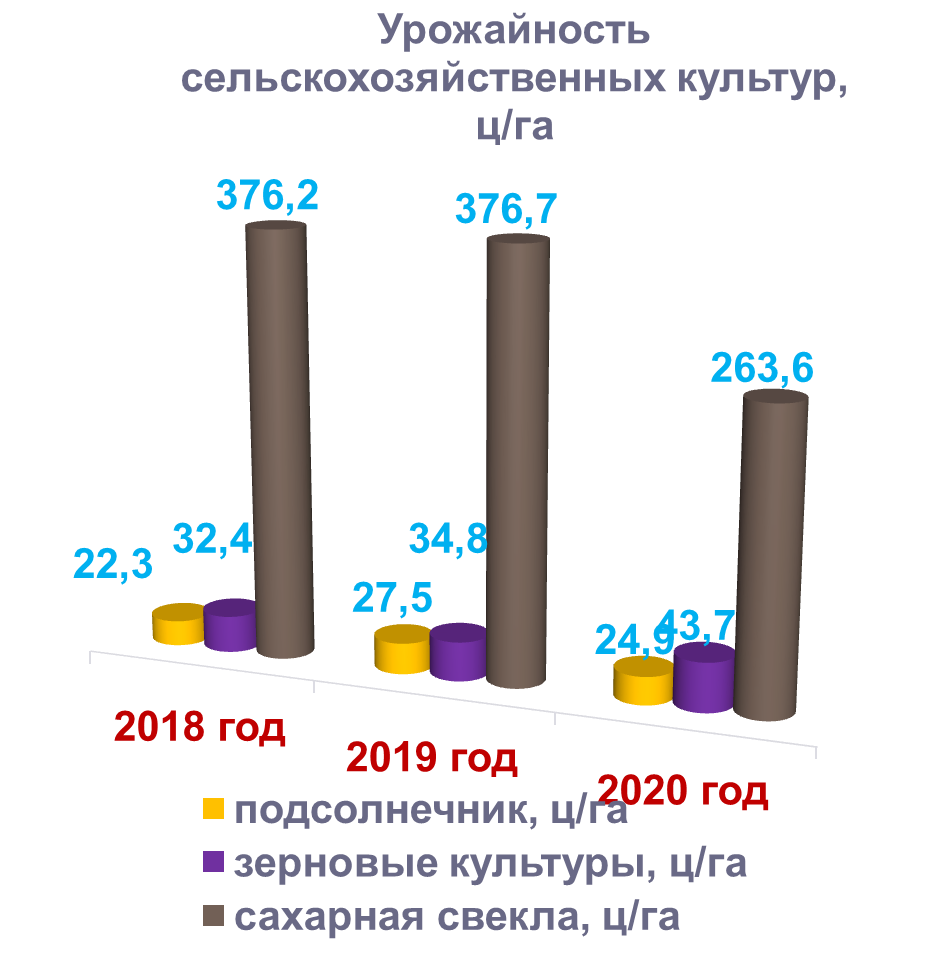 Урожайность
сельскохозяйственных культур,
ц/га
376,2
376,7
263,6
22,3
32,4
27,5
34,8
24,9
43,7
2018 год
2019 год
2020 год
подсолнечник, ц/га
зерновые культуры, ц/га
сахарная свекла, ц/га